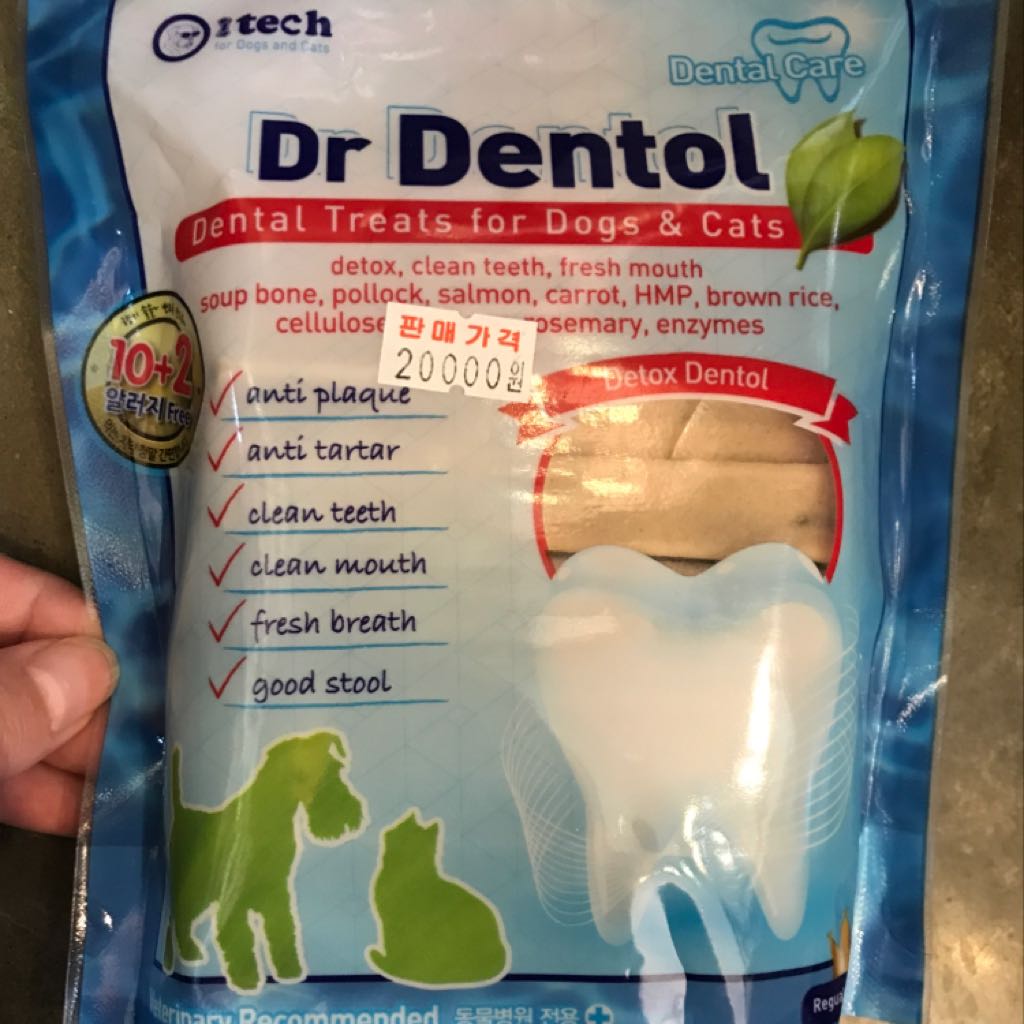 itech
for Dogs and Cats
Dental Care
Dr Dentol
Dental Treats for Dogs & Cats
detox, clean teeth, fresh mouth
soup bone, pollock, salmon, carrot, HMP, brown rice,
cellulose rosemary, enzymes
판매가격
20000원
10+2
알러지Free
Detox Dentol
anti plaque
anti tartar
clean teeth
clean mouth
fresh breath
good stool
Veterinary Recommended 동물병원 전용